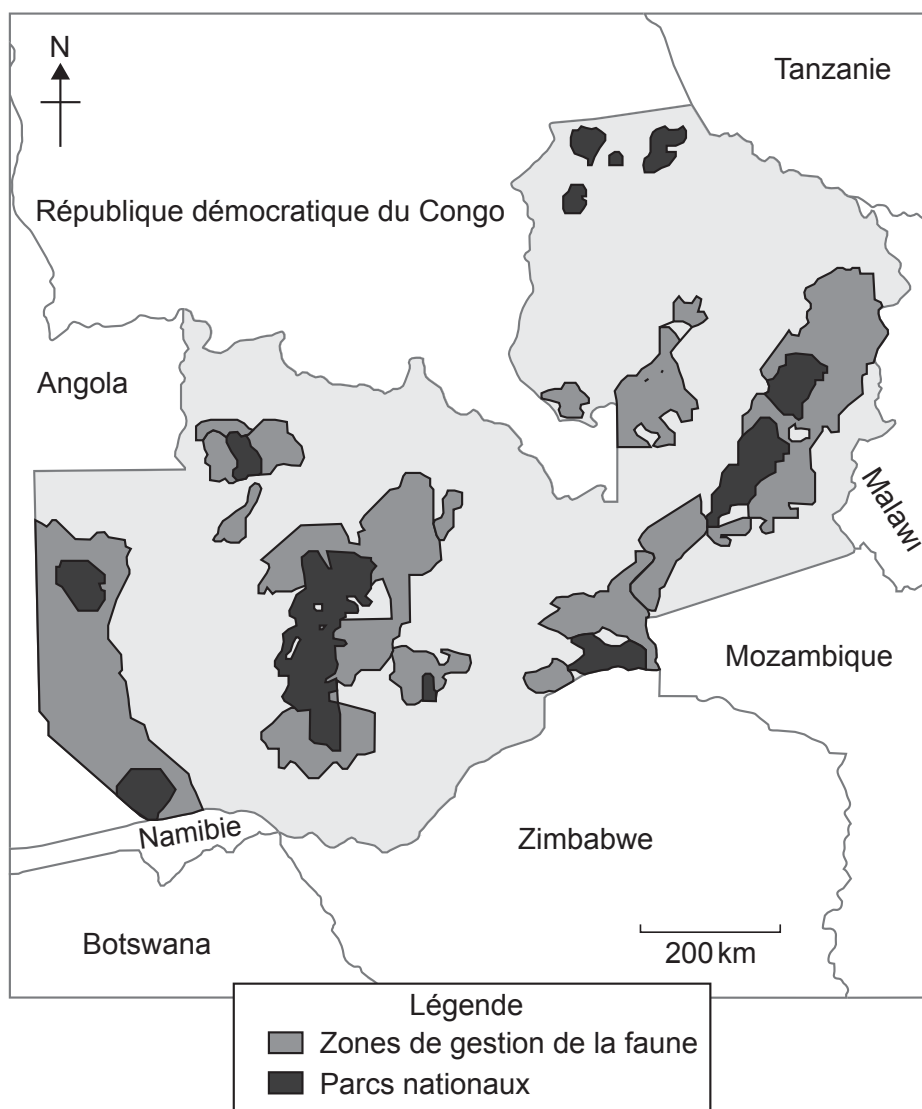 N
Tanzanie
République démocratique du Congo
Angola
Malawi
Mozambique
Namibie
Zimbabwe
Botswana
200 km
Légende
Zones de gestion de la faune
Parcs nationaux